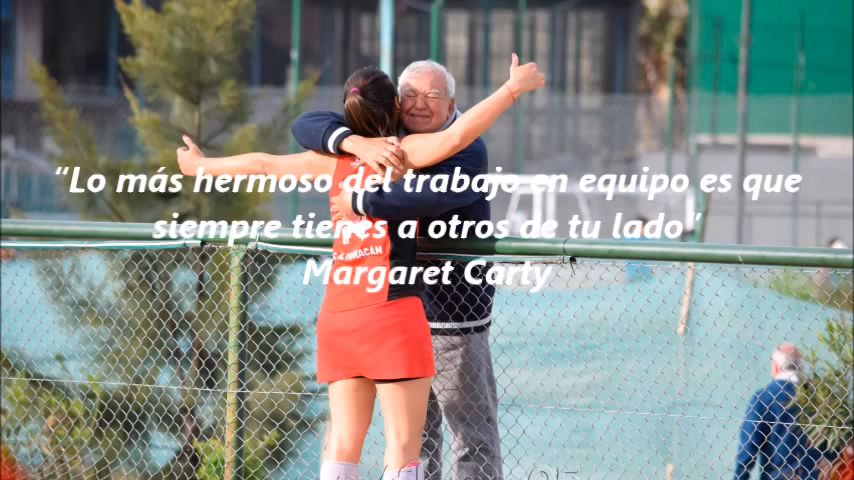 “Lo más hermoso del trabajo en equipo es que
siempre tienes a otros de tu lado”
Margaret Carty